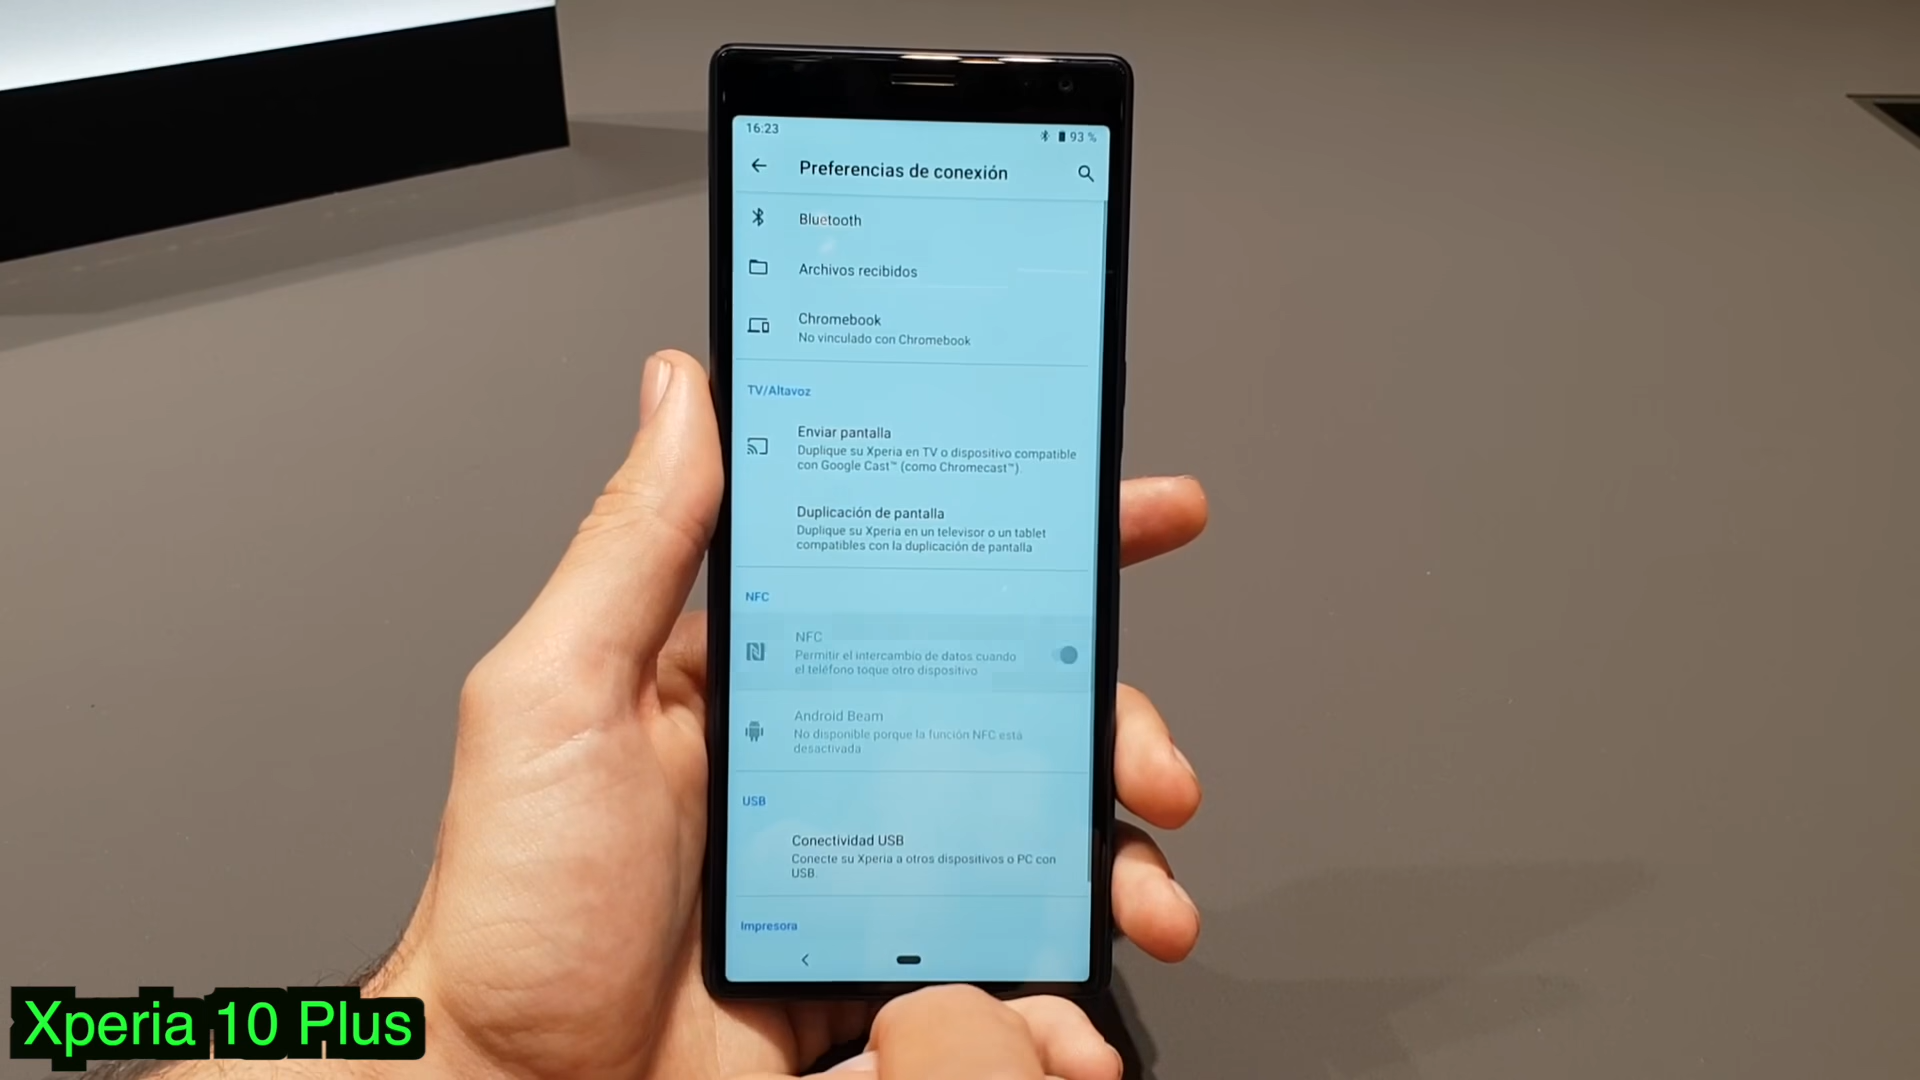 16:23
93 %
Preferencias de conexión
Bluetooth
Archivos recibidos
Chromebook
No vinculado con Chromebook
TV/Altavoz
Enviar pantalla
Duplique su Xperia en TV o dispositivo compatible
con Google Cast™ (como Chromecast™).
Duplicación de pantalla
Duplique su Xperia en un televisor o un tablet
compatibles con la duplicación de pantalla
NFC
NFC
Permitir el intercambio de datos cuando
el teléfono toque otro dispositivo
Android Beam
No disponible porque la función NFC está
desactivada
USB
Conectividad USB
Conecte su Xperia a otros dispositivos o PC con
USB.
Impresora
Xperia 10 Plus